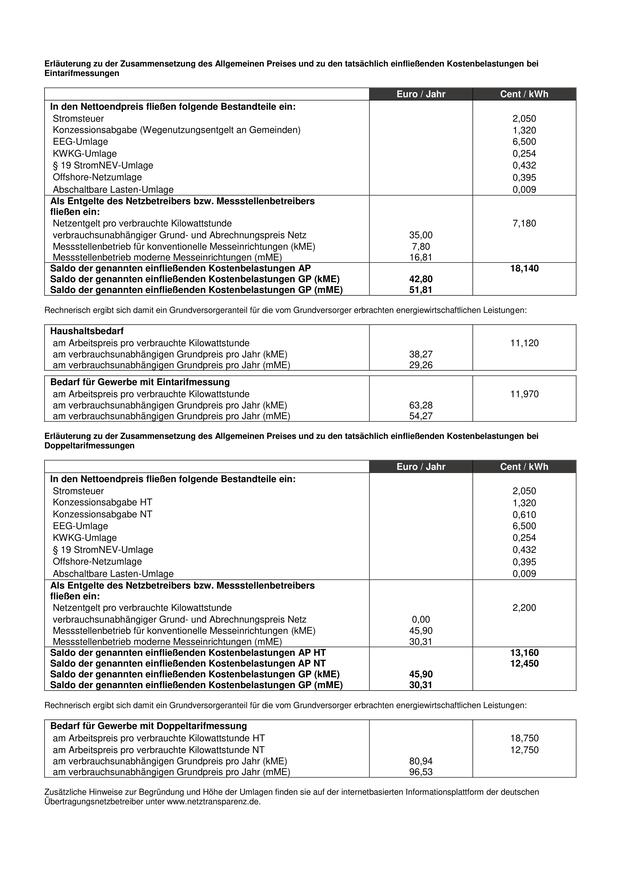 Erläuterung zu der Zusammensetzung des Allgemeinen Preises und zu den tatsächlich einfließenden Kostenbelastungen bei
Eintarifmessungen
Euro / Jahr Cent / kWh
In den Nettoendpreis fließen folgende Bestandteile ein:
Stromsteuer 2,050
Konzessionsabgabe (Wegenutzungsentgelt an Gemeinden) 1,320
EEG-Umlage 6,500
KWKG-Umlage 0,254
§ 19 StromNEV-Umlage 0,432
Offshore-Netzumlage 0,395
Abschaltbare Lasten-Umlage 0,009
Als Entgelte des Netzbetreibers bzw. Messstellenbetreibers
fließen ein:
Netzentgelt pro verbrauchte Kilowattstunde 7,180
verbrauchsunabhängiger Grund- und Abrechnungspreis Netz 35,00
Messstellenbetrieb für konventionelle Messeinrichtungen (kME) 7,80
Messstellenbetrieb moderne Messeinrichtungen (mME) 16,81
Saldo der genannten einfließenden Kostenbelastungen AP 18,140
Saldo der genannten einfließenden Kostenbelastungen GP (kME) 42,80
Saldo der genannten einfließenden Kostenbelastungen GP (mME) 51,81
Rechnerisch ergibt sich damit ein Grundversorgeranteil für die vom Grundversorger erbrachten energiewirtschaftlichen Leistungen:
Haushaltsbedarf
am Arbeitspreis pro verbrauchte Kilowattstunde 11,120
am verbrauchsunabhängigen Grundpreis pro Jahr (kME) 38,27
am verbrauchsunabhängigen Grundpreis pro Jahr (mME) 29,26
Bedarf für Gewerbe mit Eintarifmessung
am Arbeitspreis pro verbrauchte Kilowattstunde 11,970
am verbrauchsunabhängigen Grundpreis pro Jahr (kME) 63,28
am verbrauchsunabhängigen Grundpreis pro Jahr (mME) 54,27
Erläuterung zu der Zusammensetzung des Allgemeinen Preises und zu den tatsächlich einfließenden Kostenbelastungen bei
Doppeltarifmessungen
Euro / Jahr Cent / kWh
In den Nettoendpreis fließen folgende Bestandteile ein:
Stromsteuer 2,050
Konzessionsabgabe HT 1,320
Konzessionsabgabe NT 0,610
EEG-Umlage 6,500
KWKG-Umlage 0,254
§ 19 StromNEV-Umlage 0,432
Offshore-Netzumlage 0,395
Abschaltbare Lasten-Umlage 0,009
Als Entgelte des Netzbetreibers bzw. Messstellenbetreibers
fließen ein:
Netzentgelt pro verbrauchte Kilowattstunde 2,200
verbrauchsunabhängiger Grund- und Abrechnungspreis Netz 0,00
Messstellenbetrieb für konventionelle Messeinrichtungen (kME) 45,90
Messstellenbetrieb moderne Messeinrichtungen (mME) 30,31
Saldo der genannten einfließenden Kostenbelastungen AP HT 13,160
Saldo der genannten einfließenden Kostenbelastungen AP NT 12,450
Saldo der genannten einfließenden Kostenbelastungen GP (kME) 45,90
Saldo der genannten einfließenden Kostenbelastungen GP (mME) 30,31
Rechnerisch ergibt sich damit ein Grundversorgeranteil für die vom Grundversorger erbrachten energiewirtschaftlichen Leistungen:
Bedarf für Gewerbe mit Doppeltarifmessung
am Arbeitspreis pro verbrauchte Kilowattstunde HT 18,750
am Arbeitspreis pro verbrauchte Kilowattstunde NT 12,750
am verbrauchsunabhängigen Grundpreis pro Jahr (kME) 80,94
am verbrauchsunabhängigen Grundpreis pro Jahr (mME) 96,53
Zusätzliche Hinweise zur Begründung und Höhe der Umlagen finden sie auf der internetbasierten Informationsplattform der deutschen
Übertragungsnetzbetreiber unter www.netztransparenz.de.